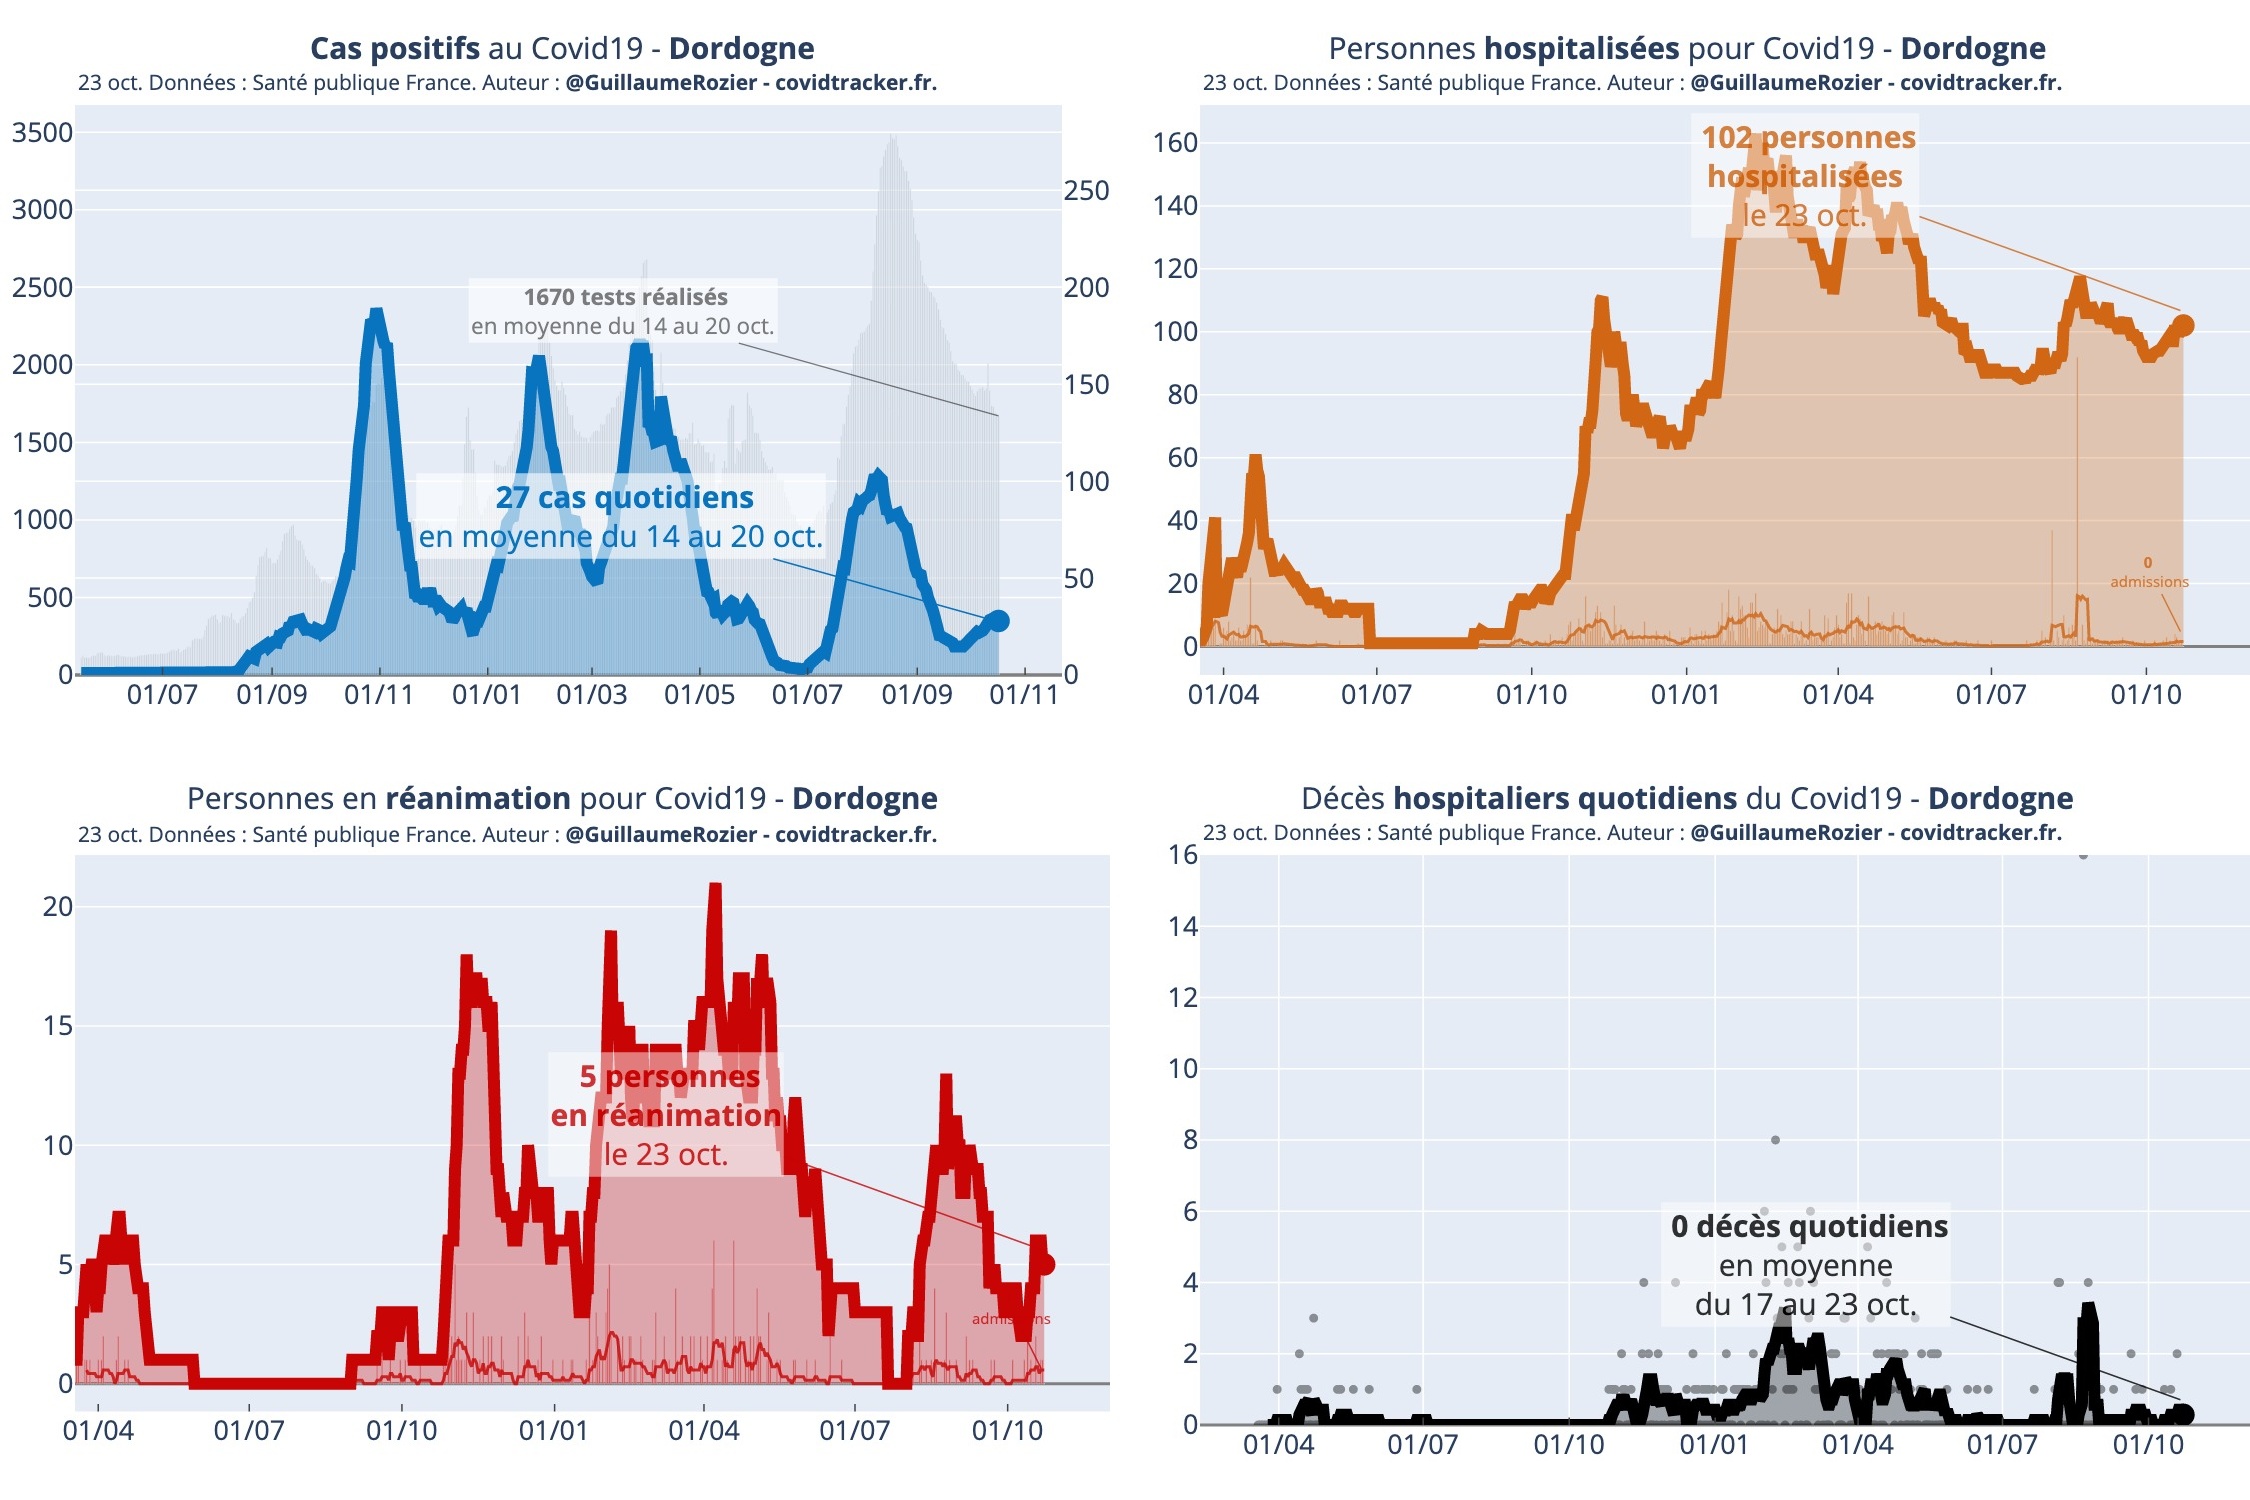 Cas positifs au Covid19 - Dordogne
23 oct. Données : Santé publique France. Auteur : @GuillaumeRozier - covidtracker.fr.
3500
3000
2500
2000
1500
1000
500
0
250
200
150
100
50
0
1670 tests réalisés
en moyenne du 14 au 20 oct.
27 cas quotidiens
en moyenne du 14 au 20 oct.
01/07 01/09 01/11 01/01 01/03 01/05 01/07 01/09 01/11
Personnes hospitalisées pour Covid19 - Dordogne
23 oct. Données : Santé publique France. Auteur : @GuillaumeRozier - covidtracker.fr.
160
140
120
100
80
60
40
20
0
102 personnes
hospitalisées
le 23 oct.
0
admissions
01/04 01/07 01/10 01/01 01/04 01/07 01/10
Personnes en réanimation pour Covid19 - Dordogne
23 oct. Données : Santé publique France. Auteur : @GuillaumeRozier - covidtracker.fr.
20
15
10
5
0
5 personnes
en réanimation
le 23 oct.
admissions
01/04 01/07 01/10 01/01 01/04 01/07 01/10
Décès hospitaliers quotidiens du Covid19 - Dordogne
23 oct. Données : Santé publique France. Auteur : @GuillaumeRozier - covidtracker.fr.
16
14
12
10
8
6
4
2
0
0 décès quotidiens
en moyenne
du 17 au 23 oct.
01/04 01/07 01/10 01/01 01/04 01/07 01/10